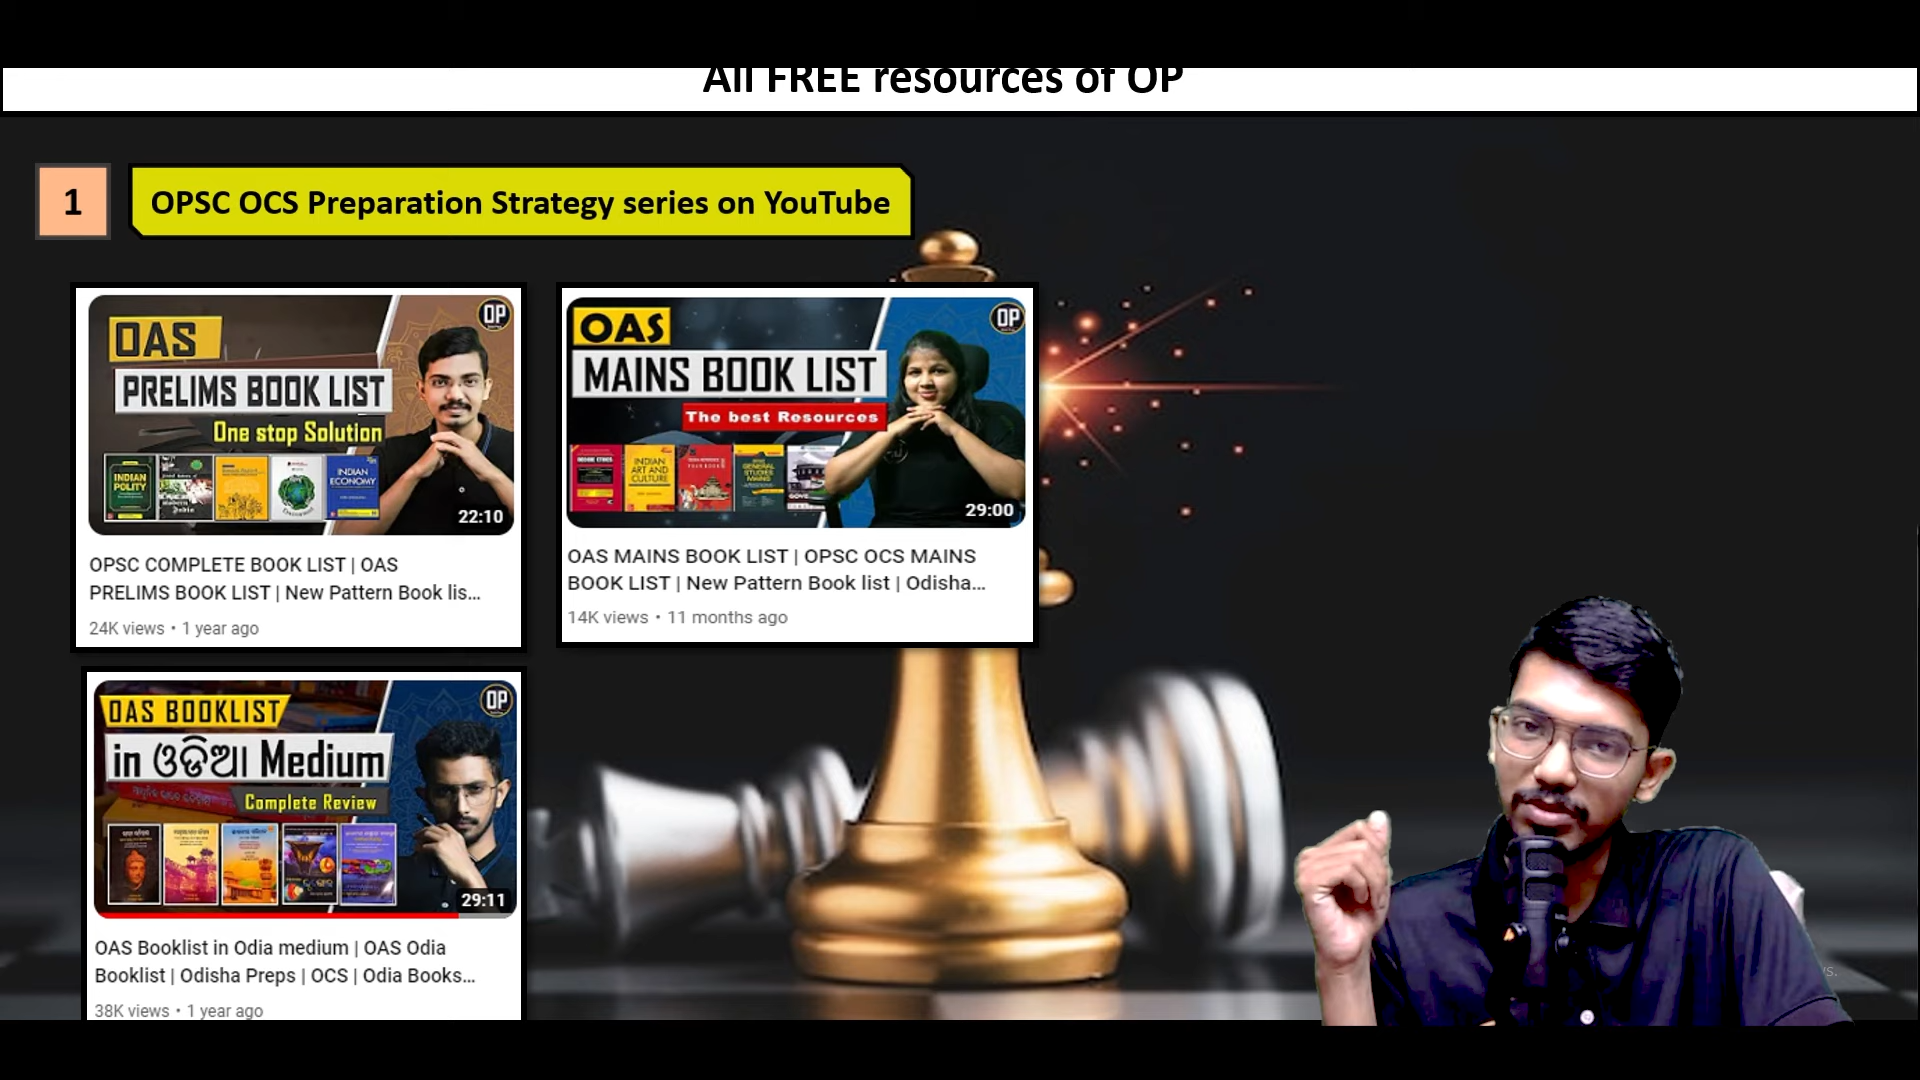 All FREE resources of OP
1
OPSC OCS Preparation Strategy series on YouTube
OAS
OP
PRELIMS BOOK LIST
One stop Solution
INDIAN
POLITY
INDIAN
ECONOMY
22:10
OPSC COMPLETE BOOK LIST | OAS
PRELIMS BOOK LIST | New Pattern Book lis...
24K views • 1 year ago
OAS
OP
MAINS BOOK LIST
The best Resources
INDIAN
ART AND
CULTURE
GENERAL
STUDIES
MAINS
29:00
OAS MAINS BOOK LIST | OPSC OCS MAINS
BOOK LIST | New Pattern Book list | Odisha...
14K views • 11 months ago
OAS BOOKLIST
OP
in ଓଡିଆ Medium
Complete Review
29:11
OAS Booklist in Odia medium | OAS Odia
Booklist | Odisha Preps | OCS | Odia Books...
38K views • 1 year ago